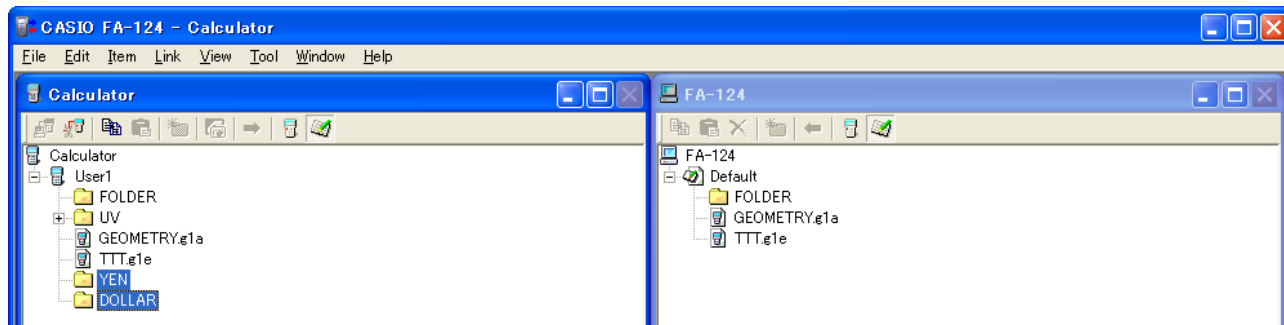 CASIO FA-124 - Calculator
File Edit Item Link View Tool Window Help
Calculator
Calculator
User1
FOLDER
UV
GEOMETRY.g1a
TTT.g1e
YEN
DOLLAR
FA-124
FA-124
Default
FOLDER
GEOMETRY.g1a
TTT.g1e